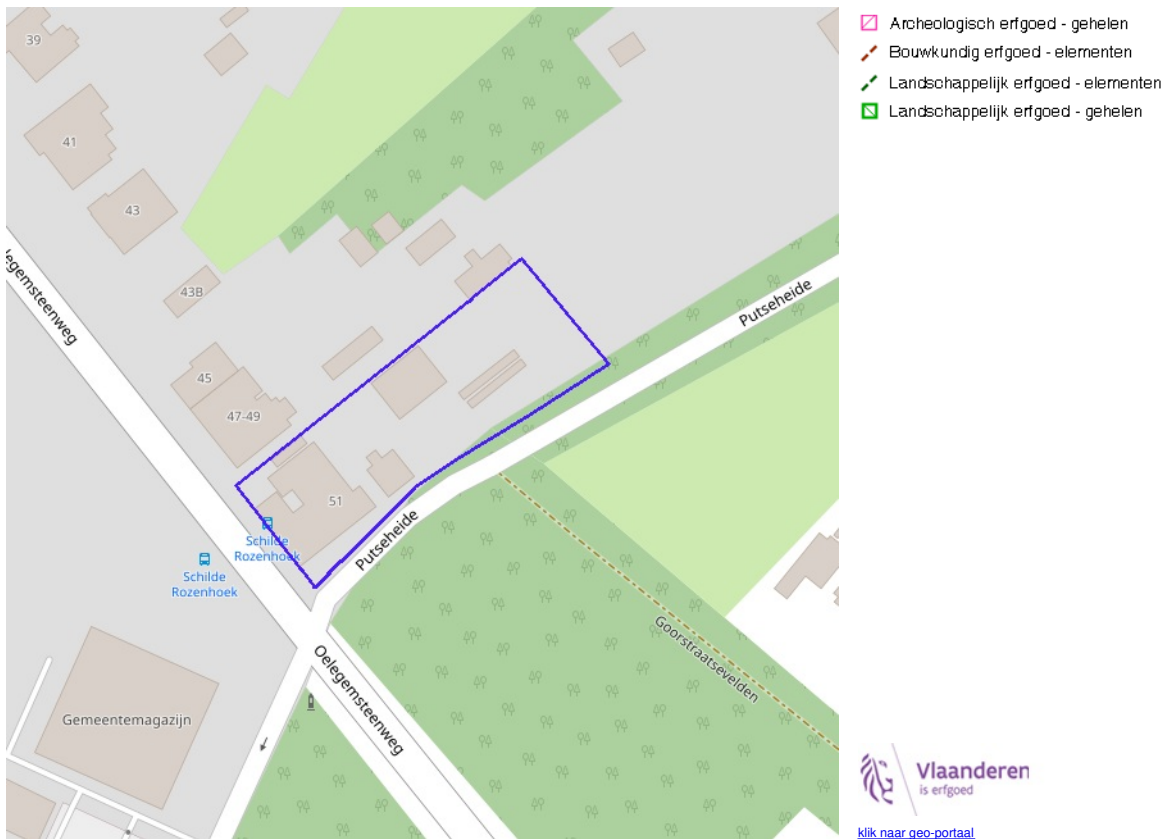 39
41
43
43B
45
47-49
51
elegemsteenweg
Putseheide
Schilde
Rozenhoek
Schilde
Rozenhoek
Putseheide
Goorstraatsevelden
Oelegemsteenweg
Gemeentemagazijn
Archeologisch erfgoed - gehelen
Bouwkundig erfgoed - elementen
Landschappelijk erfgoed - elementen
Landschappelijk erfgoed - gehelen
Vlaanderen
is erfgoed
klik naar geo-portaal